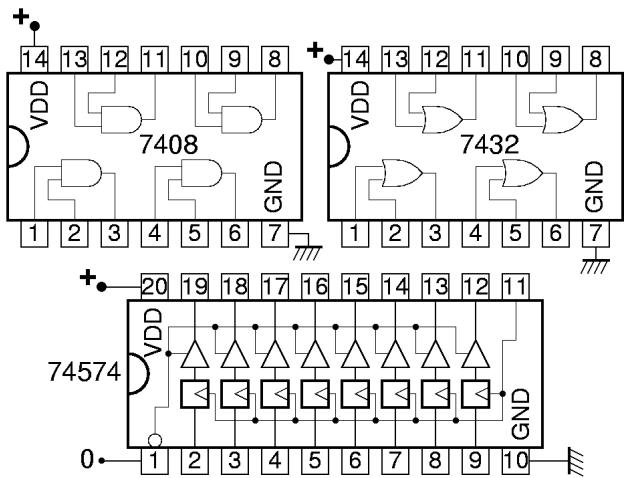 + +
14 13 12 11 10 9 8 14 13 12 11 10 9 8
VDD VDD
7408 7432
GND GND
1 2 3 4 5 6 7 1 2 3 4 5 6 7
+ 20 19 18 17 16 15 14 13 12 11
VDD
74574
GND
0 1 2 3 4 5 6 7 8 9 10